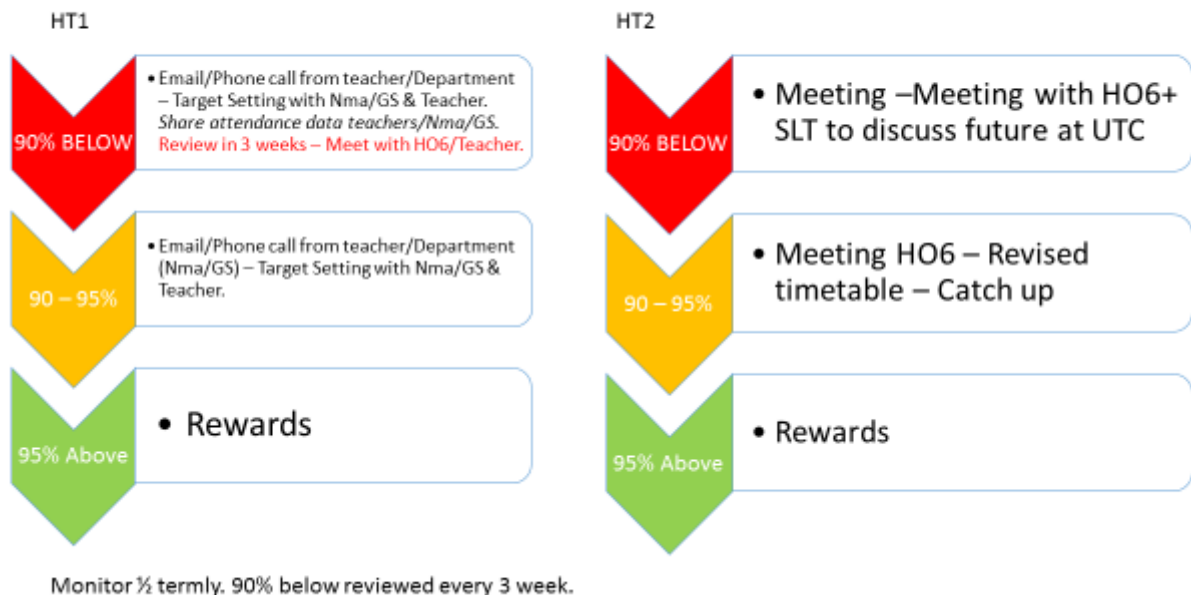 HT1
90% BELOW
• Email/Phone call from teacher/Department
– Target Setting with Nma/GS & Teacher.
Share attendance data teachers/Nma/GS.
Review in 3 weeks – Meet with HO6/Teacher.
90 – 95%
• Email/Phone call from teacher/Department
(Nma/GS) – Target Setting with Nma/GS &
Teacher.
95% Above
• Rewards
HT2
90% BELOW
• Meeting –Meeting with HO6+
SLT to discuss future at UTC
90 – 95%
• Meeting HO6 – Revised
timetable – Catch up
95% Above
• Rewards
Monitor ½ termly. 90% below reviewed every 3 week.